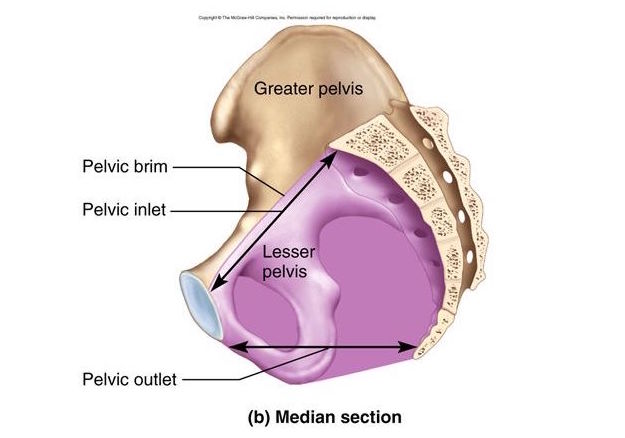 Copyright © The McGraw-Hill Companies, Inc. Permission required for reproduction or display.
Greater pelvis
Pelvic brim
Pelvic inlet
Lesser
pelvis
Pelvic outlet
(b) Median section